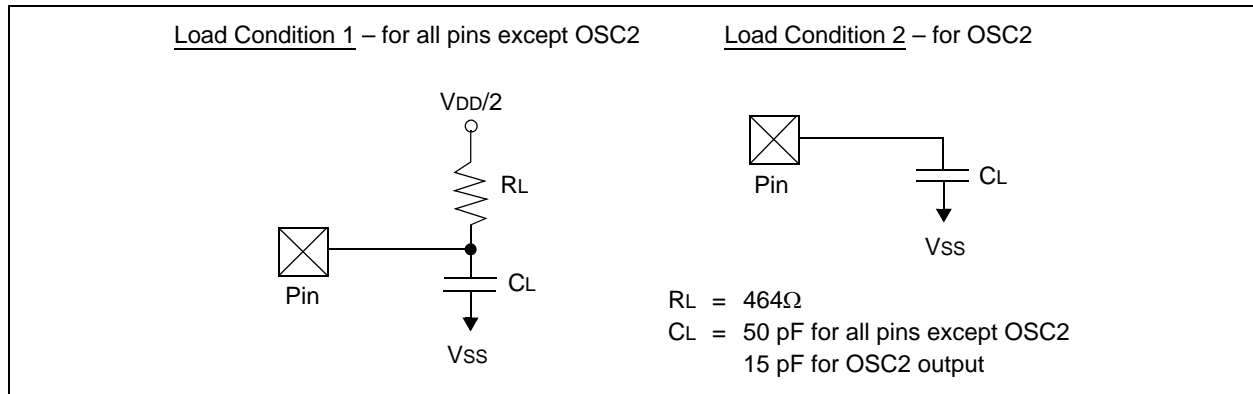 Load Condition 1 – for all pins except OSC2
Load Condition 2 – for OSC2
VDD/2
RL
Pin
CL
VSS
Pin
CL
VSS
RL = 464Ω
CL = 50 pF for all pins except OSC2
15 pF for OSC2 output